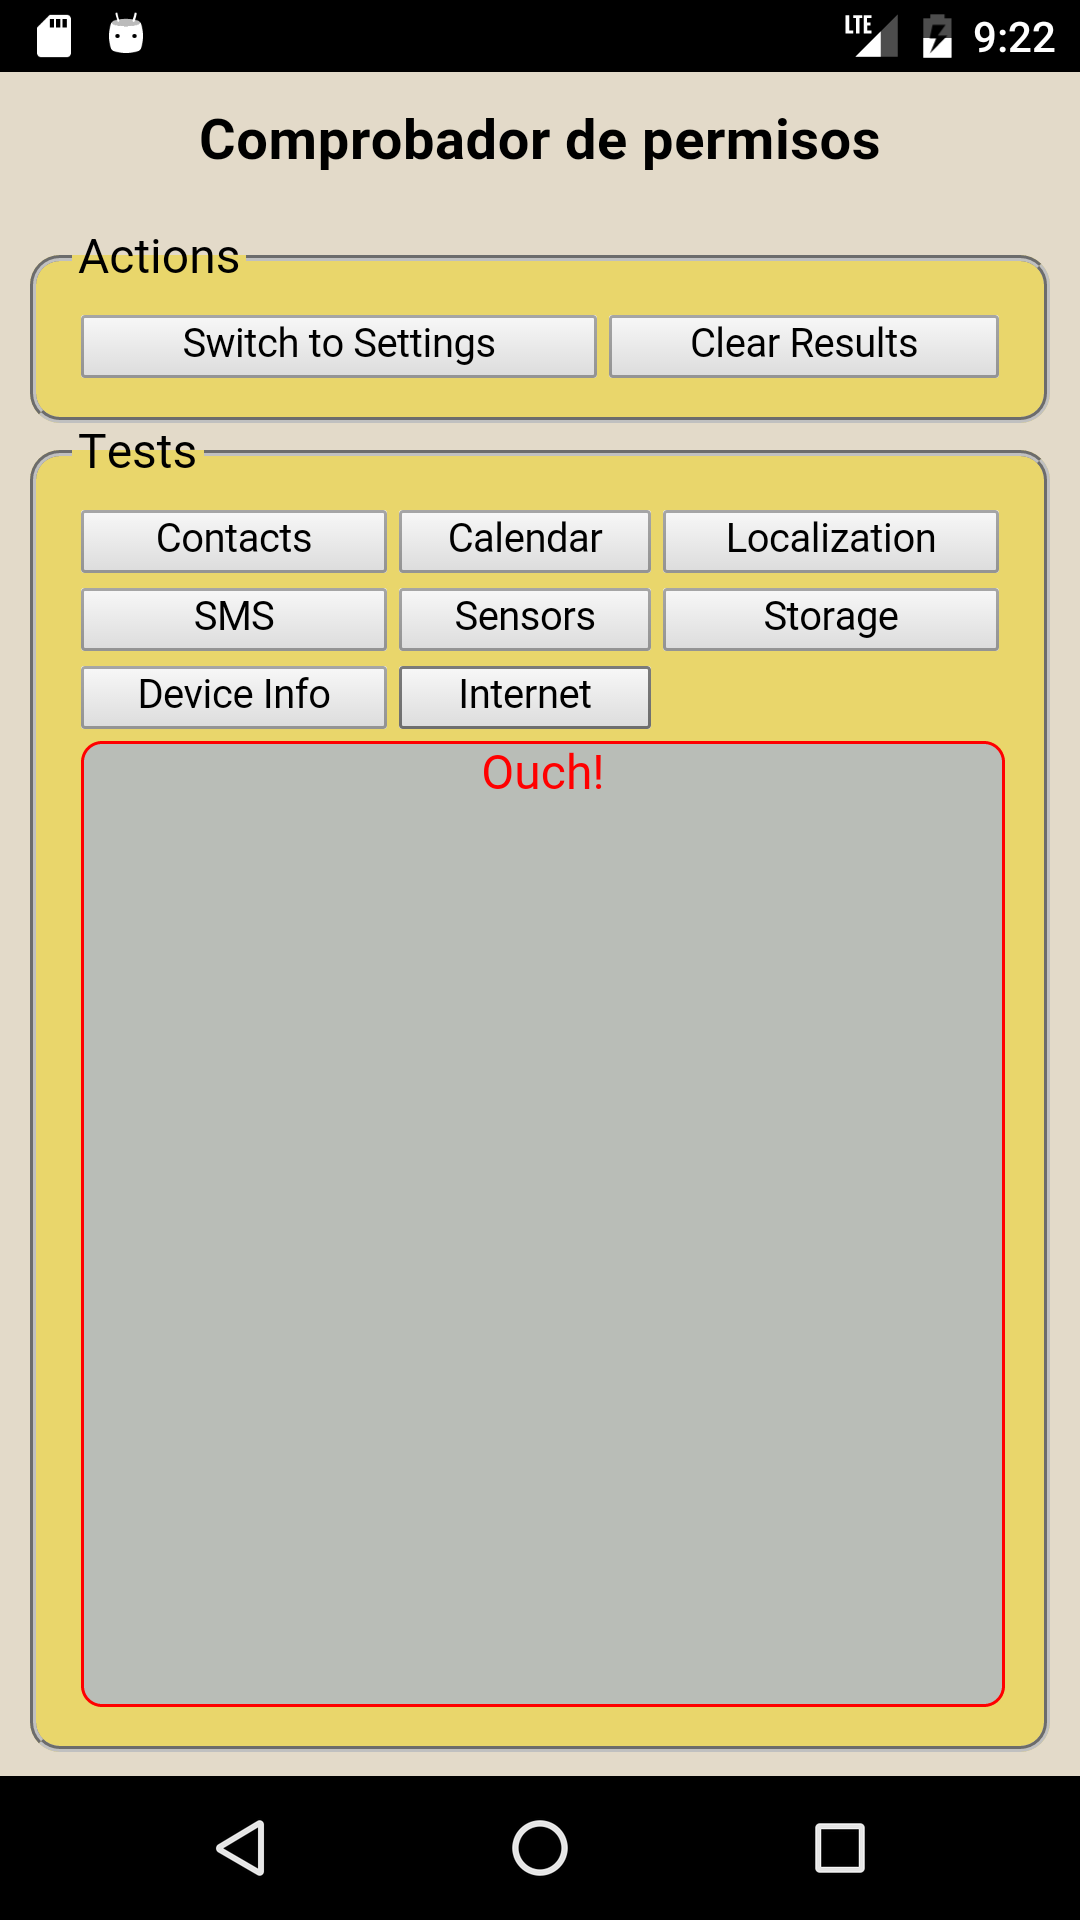 LTE 9:22
Comprobador de permisos
Actions
Switch to Settings Clear Results
Tests
Contacts Calendar Localization
SMS Sensors Storage
Device Info Internet
Ouch!